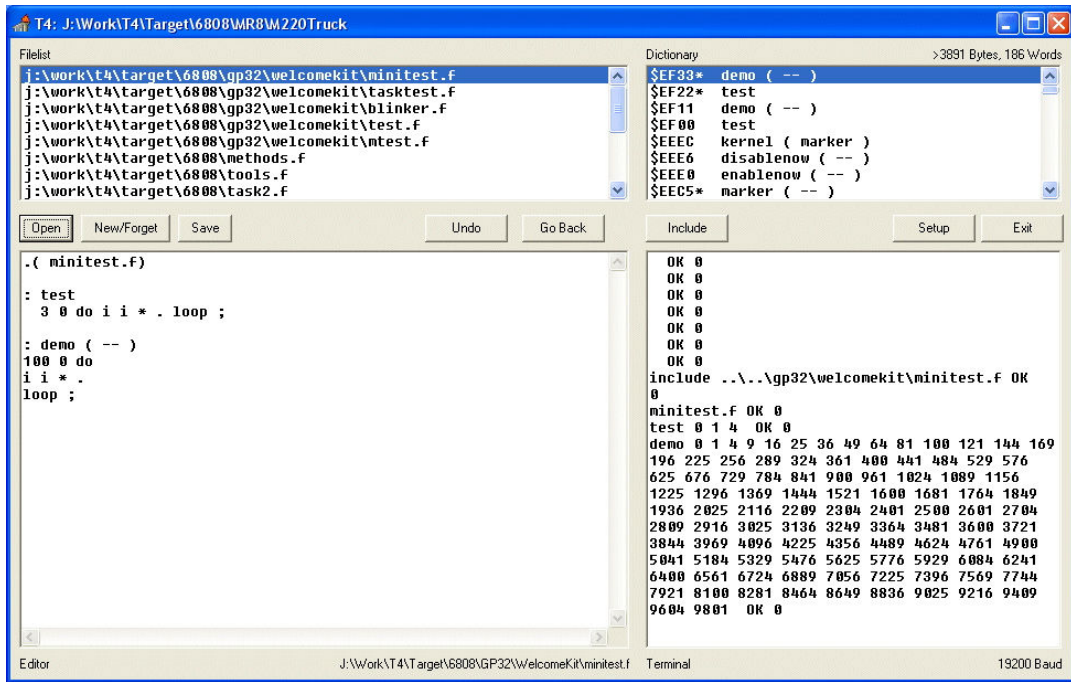 T4: J:\Work\T4\Target\6808\MR8\M220Truck
Filelist
j:\work\t4\target\6808\gp32\welcomekit\minitest.f
j:\work\t4\target\6808\gp32\welcomekit\tasktest.f
j:\work\t4\target\6808\gp32\welcomekit\blinker.f
j:\work\t4\target\6808\gp32\welcomekit\test.f
j:\work\t4\target\6808\gp32\welcomekit\mtest.f
j:\work\t4\target\6808\methods.f
j:\work\t4\target\6808\tools.f
j:\work\t4\target\6808\task2.f
Dictionary >3891 Bytes, 186 Words
$EF33* demo ( -- )
$EF22* test
$EF11 demo ( -- )
$EF00 test
$EEEC kernel ( marker )
$EEE6 disablenow ( -- )
$EEE0 enablenow ( -- )
$EEC5* marker ( -- )
Open New/Forget Save Undo Go Back Include Setup Exit
.( minitest.f)
: test
3 0 do i i * . loop ;
: demo ( -- )
100 0 do
i i * .
loop ;
OK 0
OK 0
OK 0
OK 0
OK 0
OK 0
OK 0
include ..\..\gp32\welcomekit\minitest.f OK
0
minitest.f OK 0
test 0 1 4 OK 0
demo 0 1 4 9 16 25 36 49 64 81 100 121 144 169
196 225 256 289 324 361 400 441 484 529 576
625 676 729 784 841 900 961 1024 1089 1156
1225 1296 1369 1444 1521 1600 1681 1764 1849
1936 2025 2116 2209 2304 2401 2500 2601 2704
2809 2916 3025 3136 3249 3364 3481 3600 3721
3844 3969 4096 4225 4356 4489 4624 4761 4900
5041 5184 5329 5476 5625 5776 5929 6084 6241
6400 6561 6724 6889 7056 7225 7396 7569 7744
7921 8100 8281 8464 8649 8836 9025 9216 9409
9604 9801 OK 0
Editor J:\Work\T4\Target\6808\GP32\WelcomeKit\minitest.f
Terminal 19200 Baud